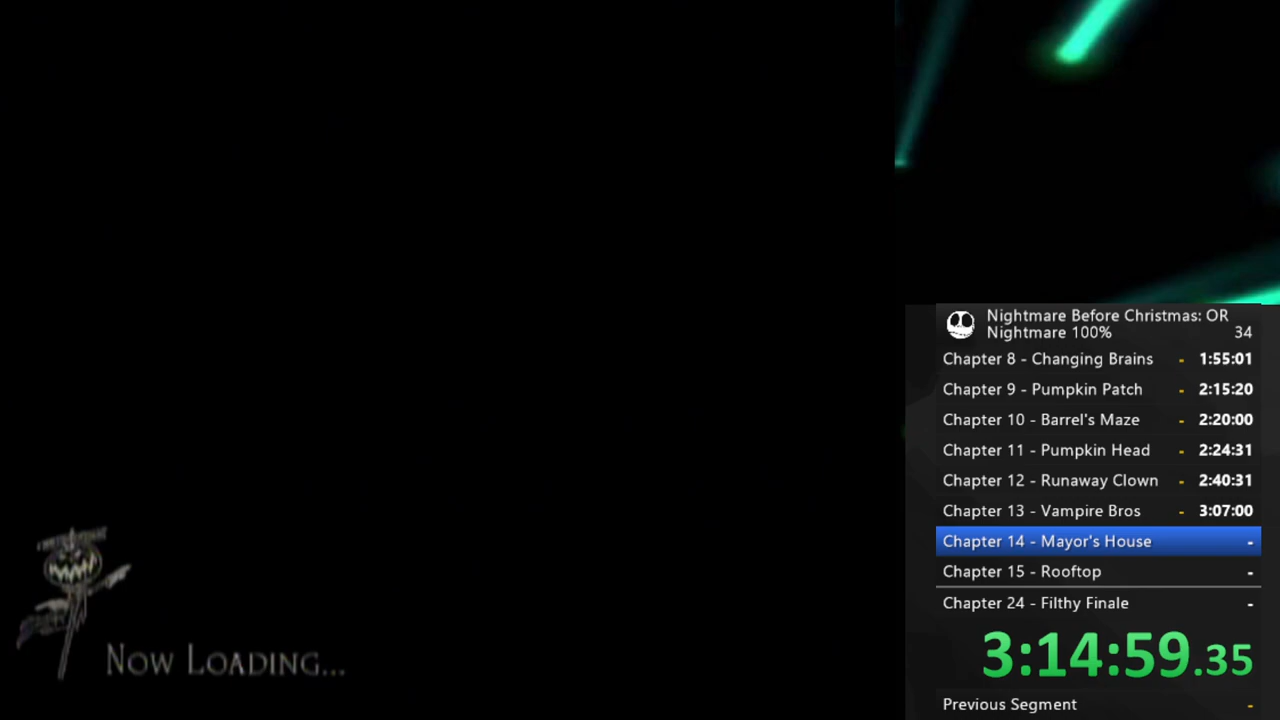 Nightmare Before Christmas: OR
Nightmare 100% 34
Chapter 8 - Changing Brains - 1:55:01
Chapter 9 - Pumpkin Patch - 2:15:20
Chapter 10 - Barrel's Maze - 2:20:00
Chapter 11 - Pumpkin Head - 2:24:31
Chapter 12 - Runaway Clown - 2:40:31
Chapter 13 - Vampire Bros - 3:07:00
Chapter 14 - Mayor's House -
Chapter 15 - Rooftop -
Chapter 24 - Filthy Finale -
3:14:59.35
Now Loading...
Previous Segment -